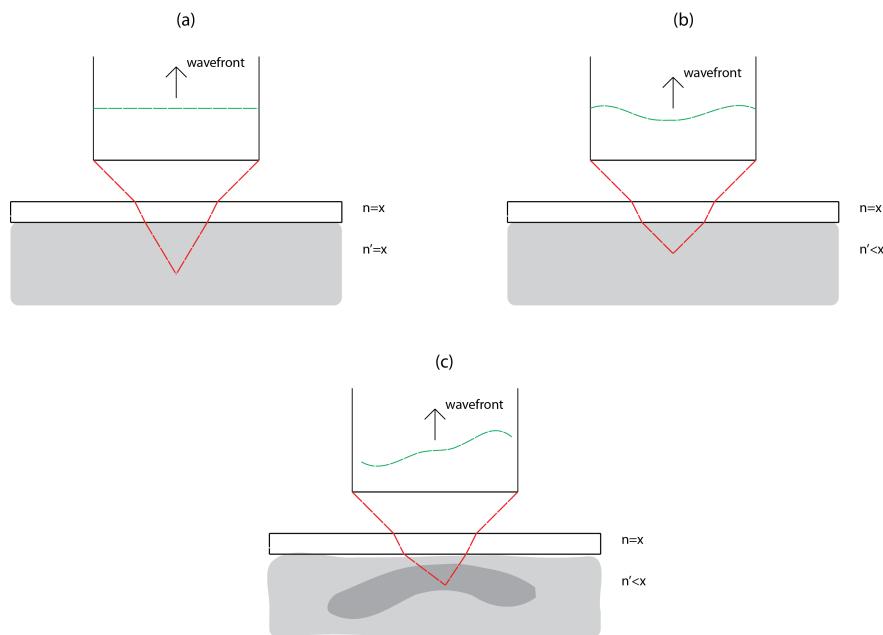 (a)
wavefront
n=x
n′=x
(b)
wavefront
n=x
n′<x
(c)
wavefront
n=x
n′<x